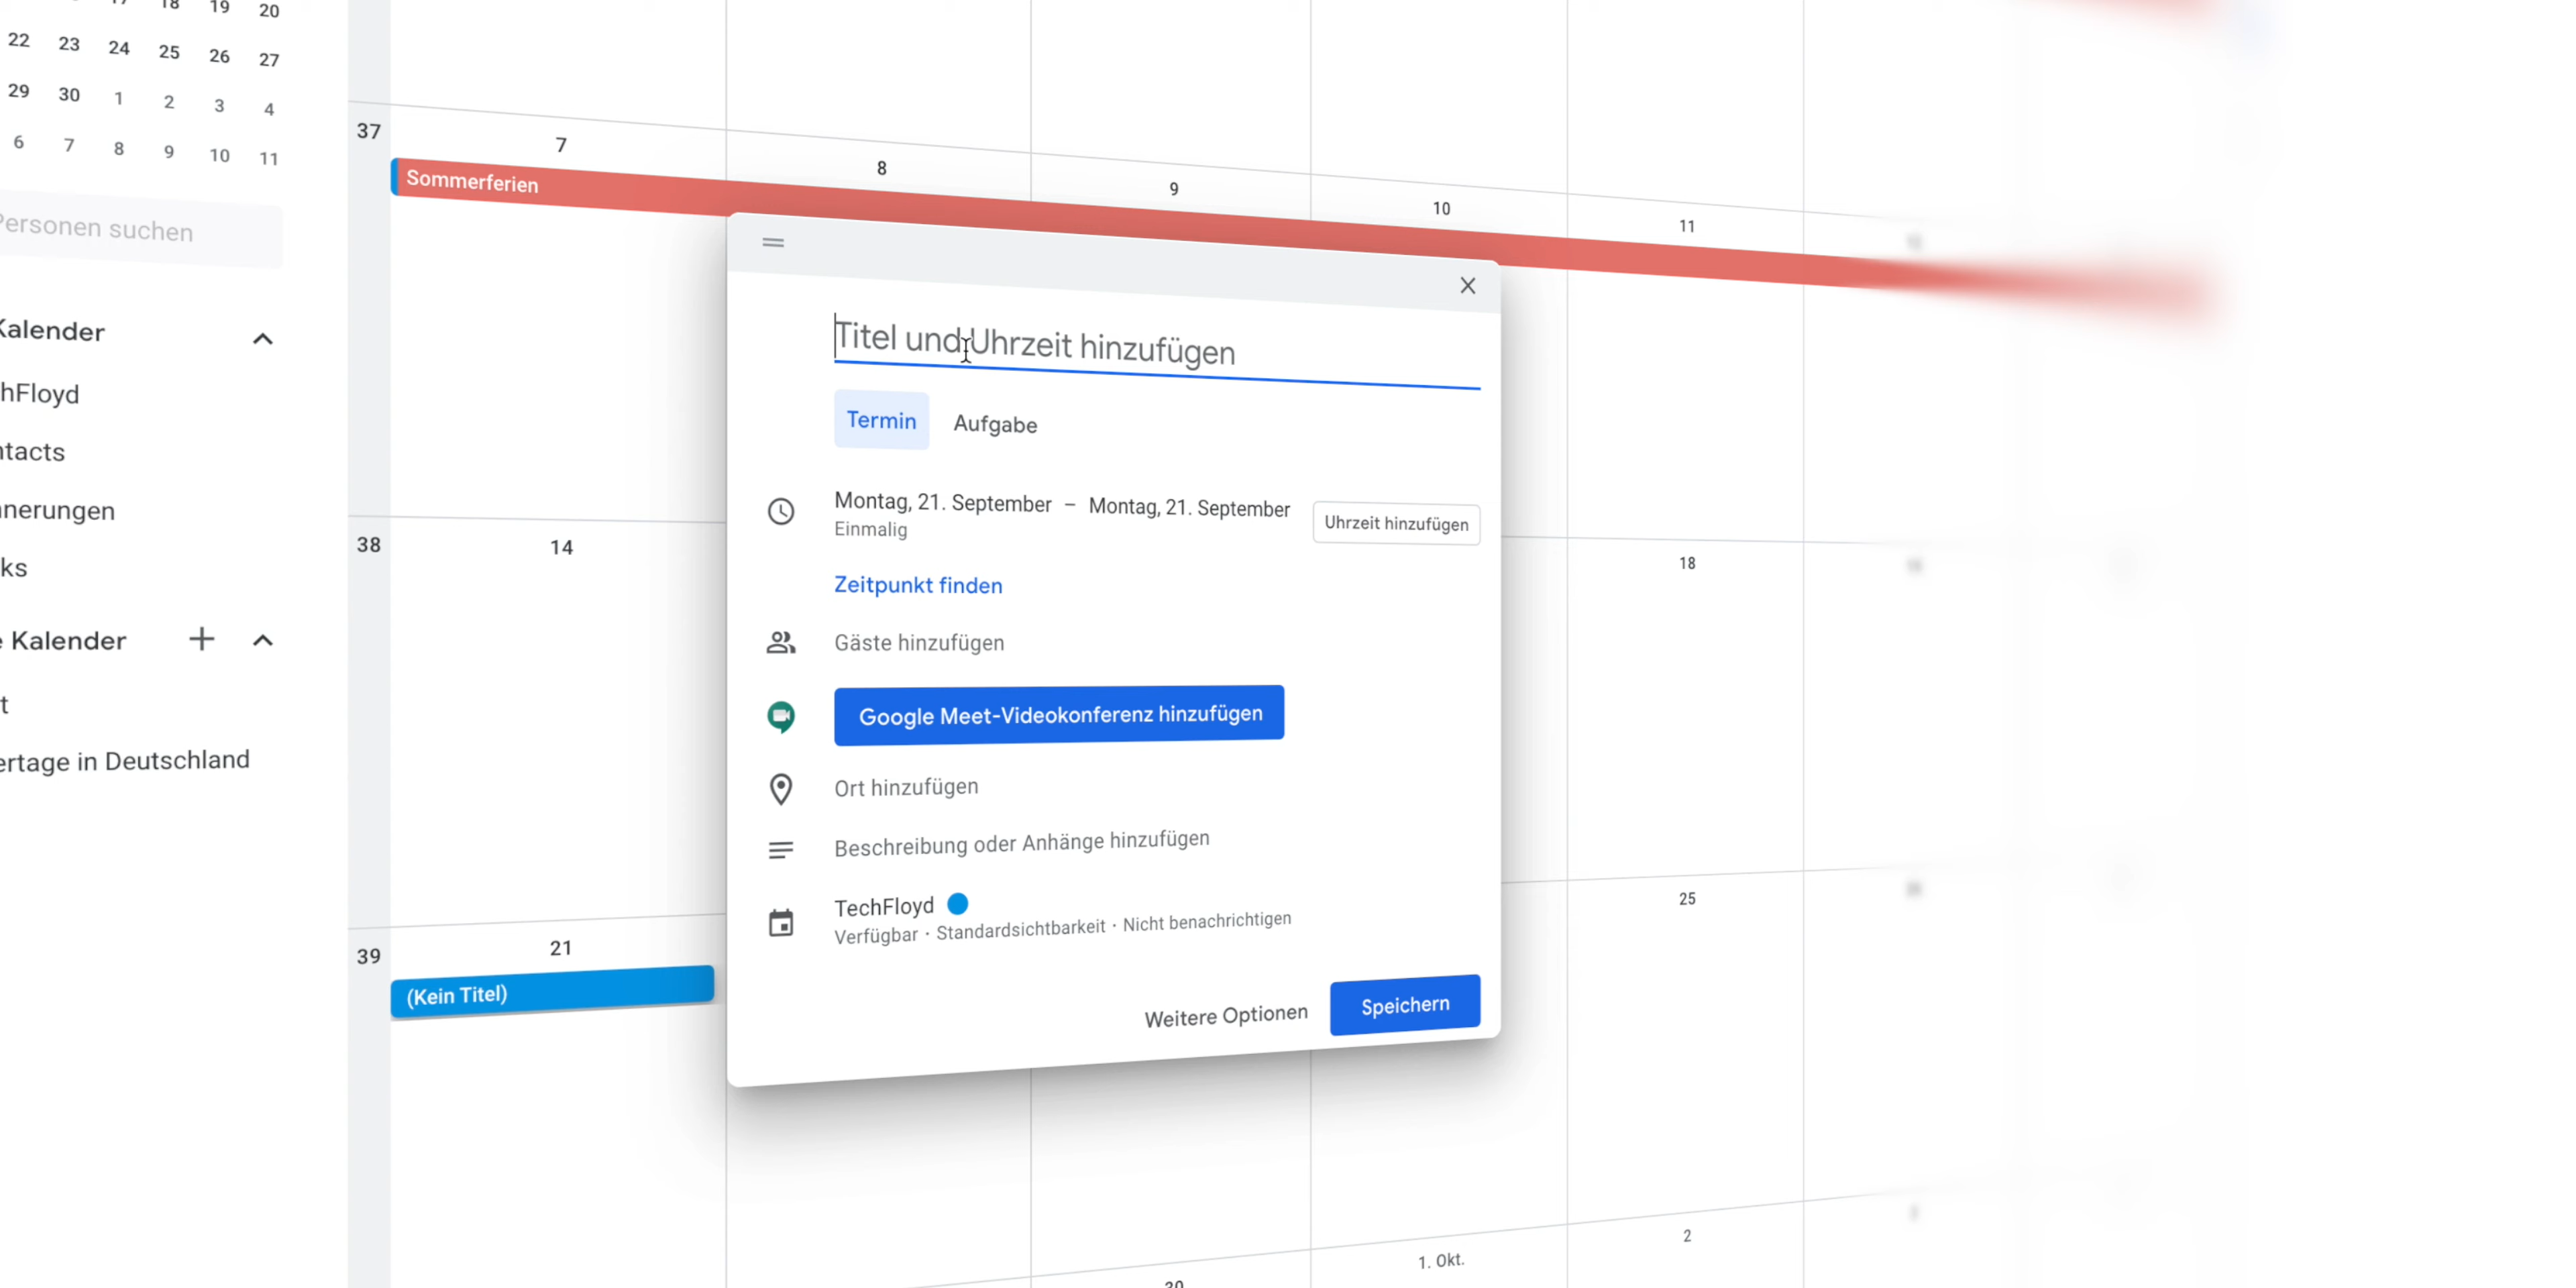 17 18 19 20
22 23 24 25 26 27
29 30 1 2 3 4
6 7 8 9 10 11
Personen suchen
Kalender
hFloyd
ntacts
nnerungen
ks
e Kalender
t
ertage in Deutschland
37 7 8 9 10 11
Sommerferien
38 14 18
39 21 25
(Kein Titel)
30 1. Okt. 2
Titel und Uhrzeit hinzufügen
Termin Aufgabe
Montag, 21. September – Montag, 21. September
Einmalig
Uhrzeit hinzufügen
Zeitpunkt finden
Gäste hinzufügen
Google Meet-Videokonferenz hinzufügen
Ort hinzufügen
Beschreibung oder Anhänge hinzufügen
TechFloyd
Verfügbar · Standardsichtbarkeit · Nicht benachrichtigen
Weitere Optionen Speichern